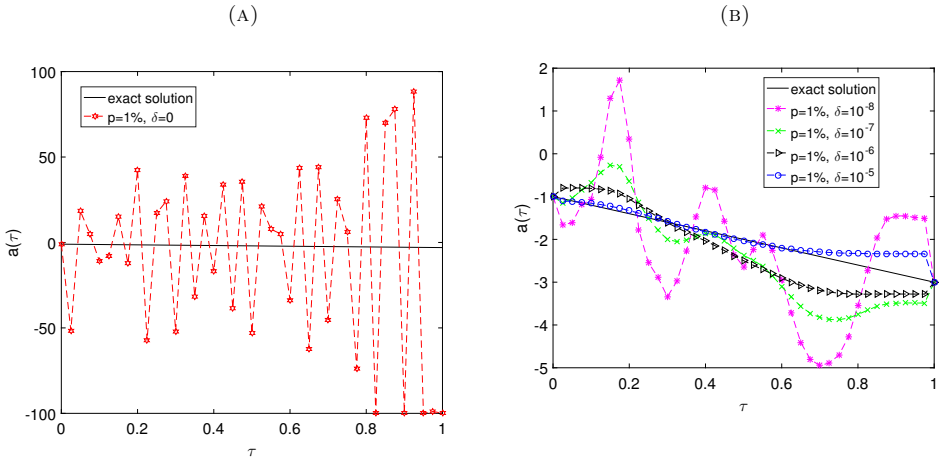 (A)
100
50
0
-50
-100
a(τ)
exact solution
p=1%, δ=0
0 0.2 0.4 0.6 0.8 1
τ
(B)
2
1
0
-1
-2
-3
-4
-5
a(τ)
exact solution
p=1%, δ=10⁻⁸
p=1%, δ=10⁻⁷
p=1%, δ=10⁻⁶
p=1%, δ=10⁻⁵
0 0.2 0.4 0.6 0.8 1
τ